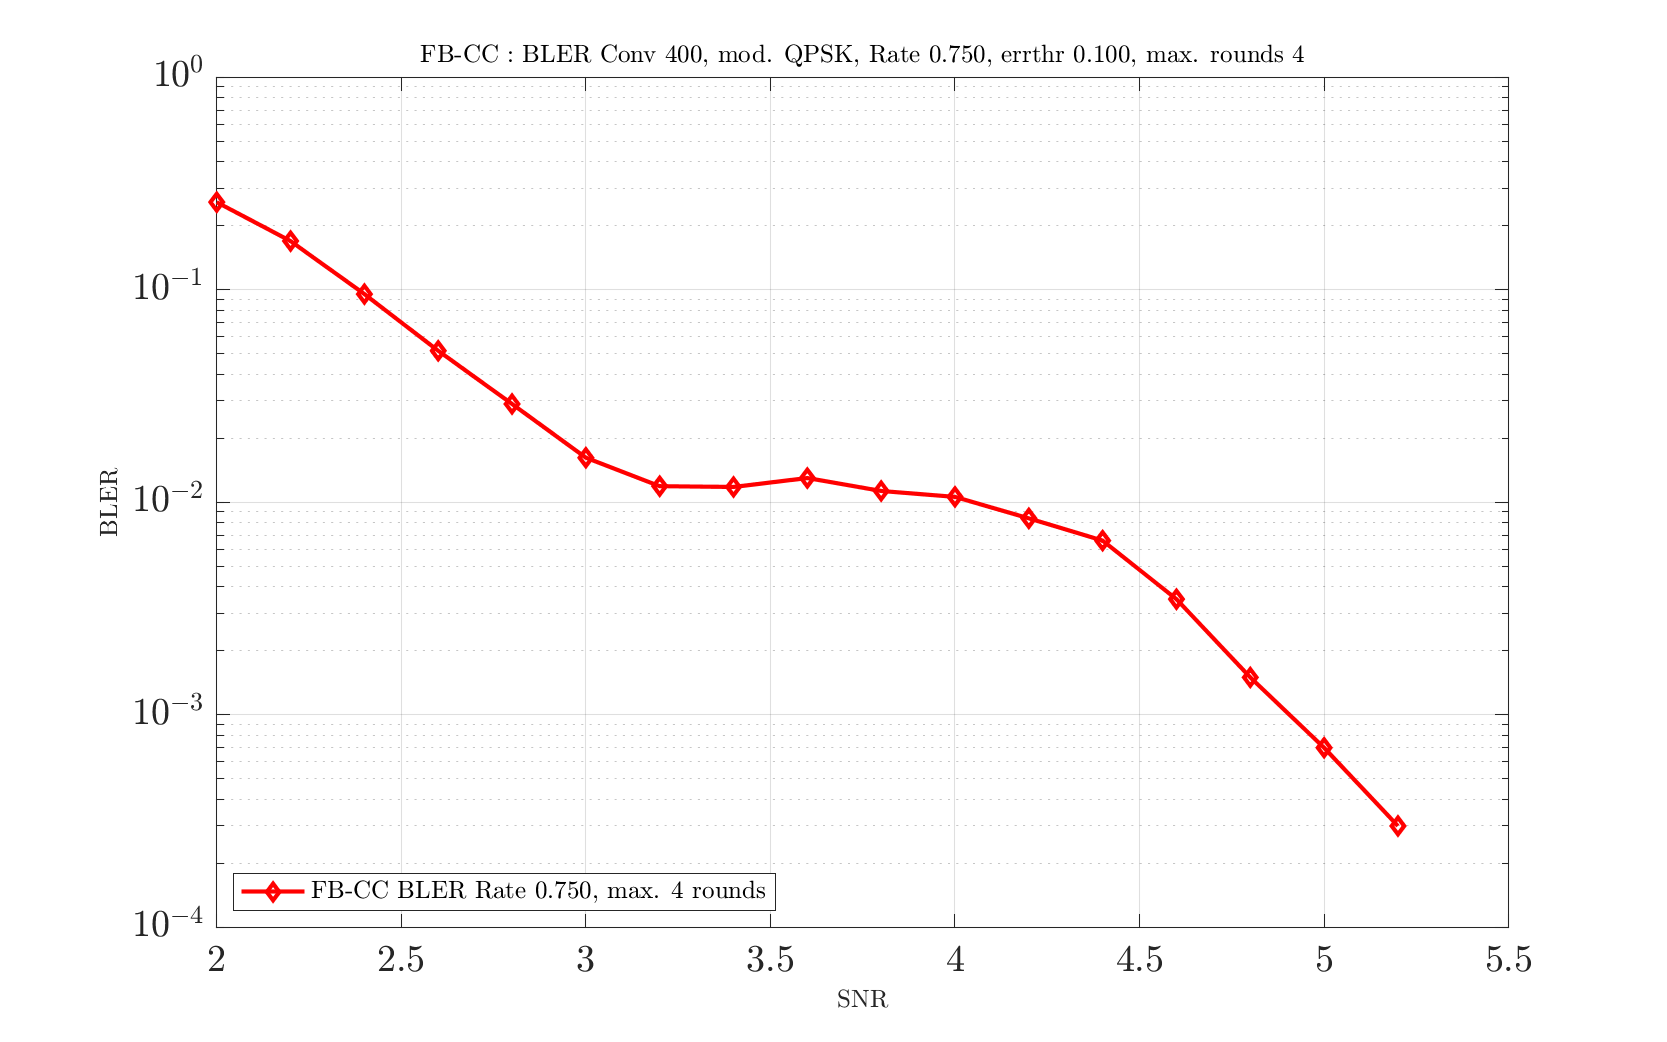 FB-CC : BLER Conv 400, mod. QPSK, Rate 0.750, errthr 0.100, max. rounds 4
10^0
10^{-1}
10^{-2}
10^{-3}
10^{-4}
BLER
FB-CC BLER Rate 0.750, max. 4 rounds
2 2.5 3 3.5 4 4.5 5 5.5
SNR